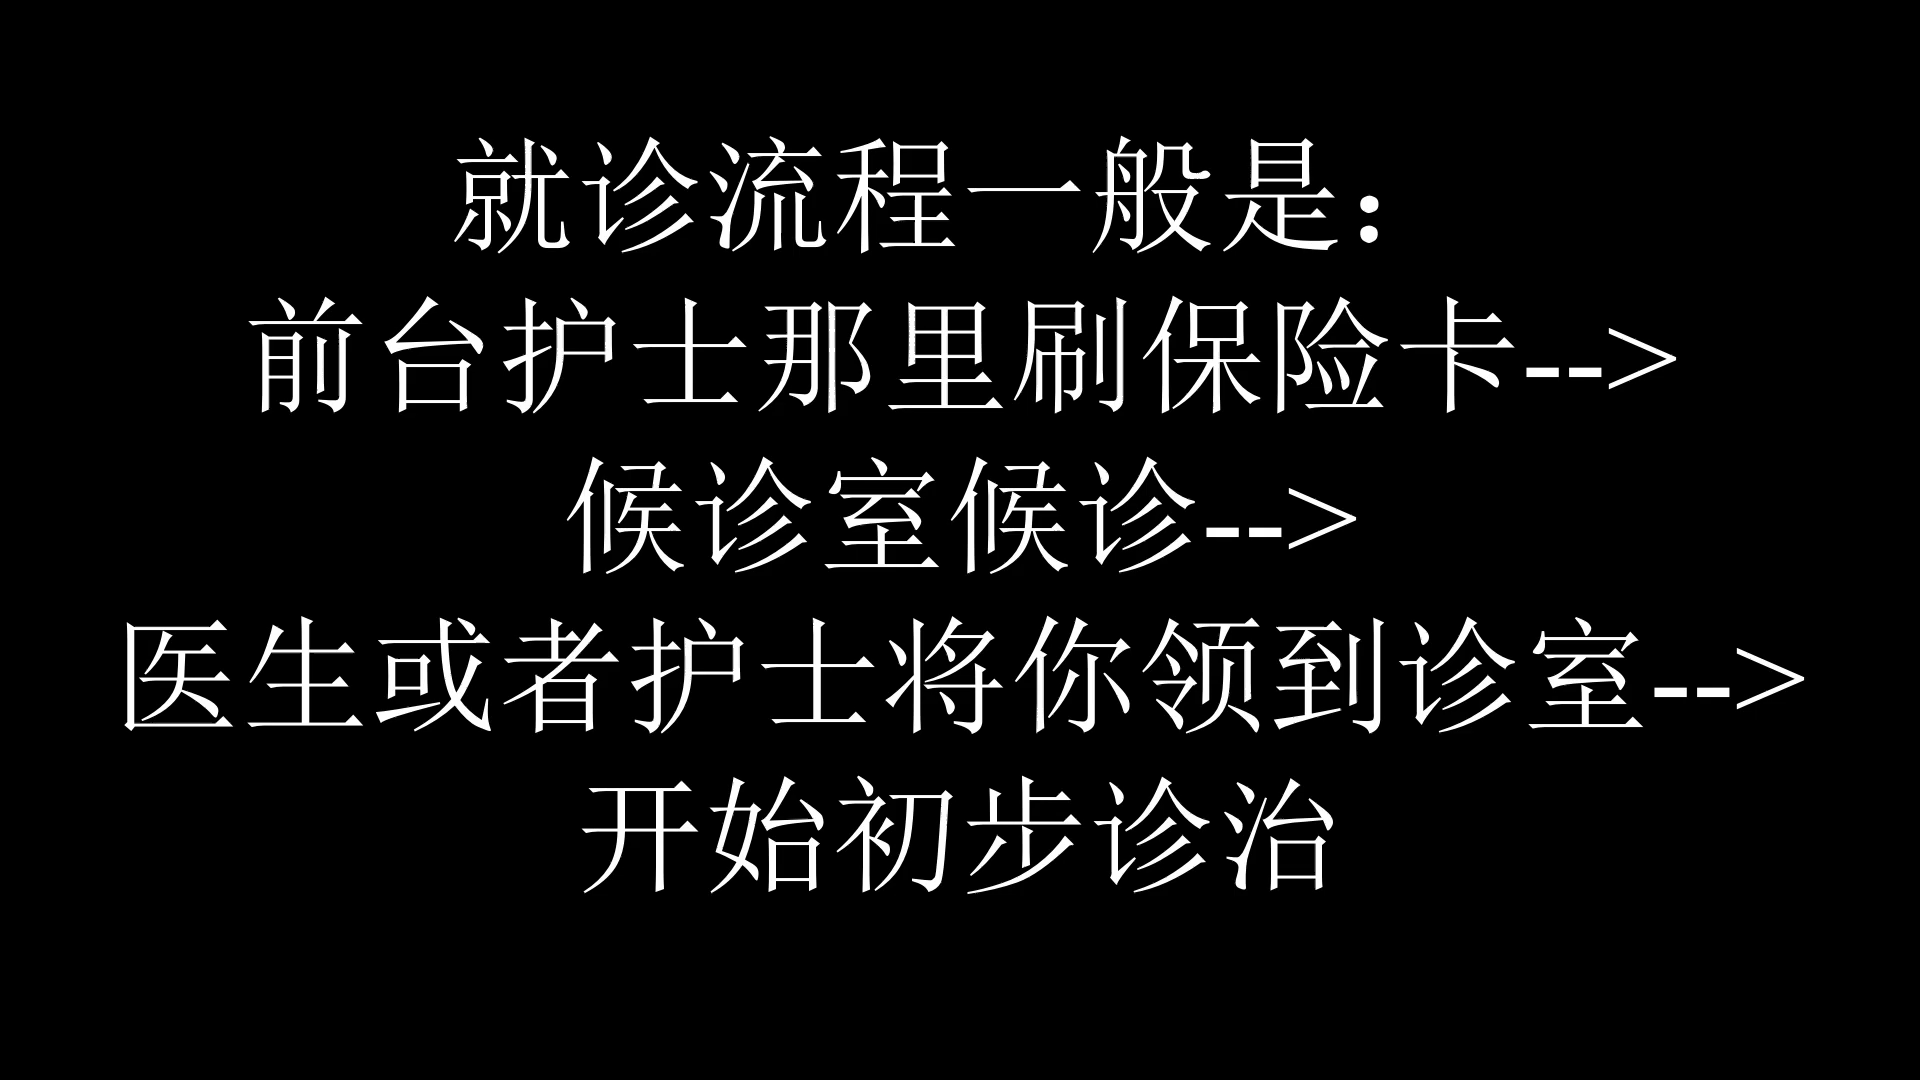 就诊流程一般是：
前台护士那里刷保险卡-->
候诊室候诊-->
医生或者护士将你领到诊室-->
开始初步诊治